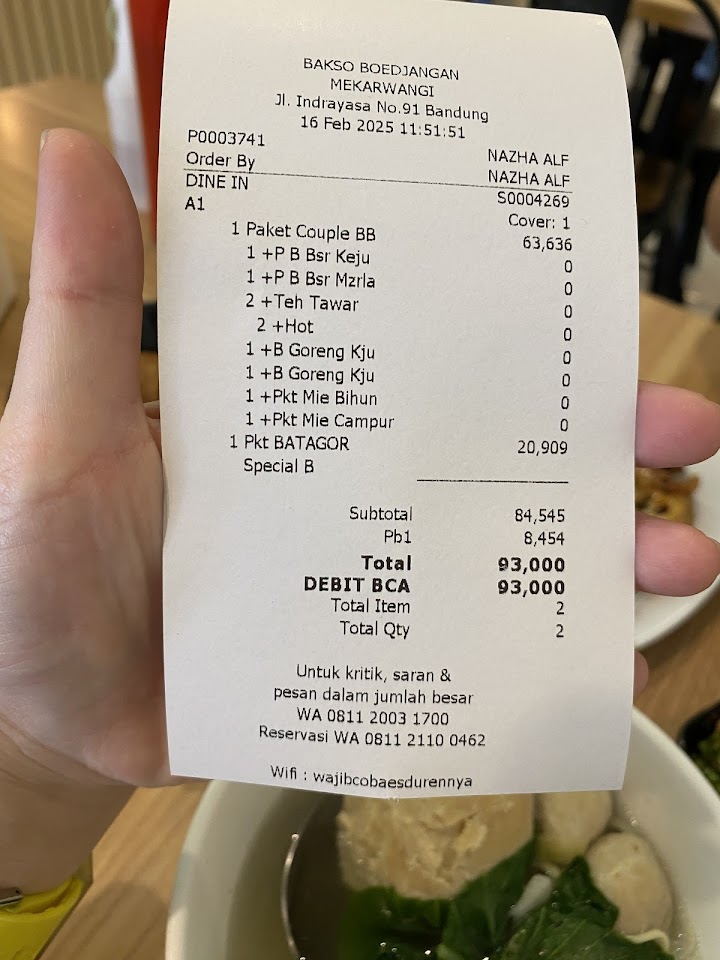 BAKSO BOEDJANGAN
MEKARWANGI
Jl. Indrayasa No.91 Bandung
16 Feb 2025 11:51:51
P0003741 NAZHA ALF
Order By NAZHA ALF
DINE IN S0004269
A1 Cover: 1
1 Paket Couple BB 63,636
1 +P B Bsr Keju 0
1 +P B Bsr Mzrla 0
2 +Teh Tawar 0
2 +Hot 0
1 +B Goreng Kju 0
1 +B Goreng Kju 0
1 +Pkt Mie Bihun 0
1 +Pkt Mie Campur 0
1 Pkt BATAGOR 20,909
Special B
Subtotal 84,545
Pb1 8,454
Total 93,000
DEBIT BCA 93,000
Total Item 2
Total Qty 2
Untuk kritik, saran &
pesan dalam jumlah besar
WA 0811 2003 1700
Reservasi WA 0811 2110 0462
Wifi : wajibcobaesdurennya